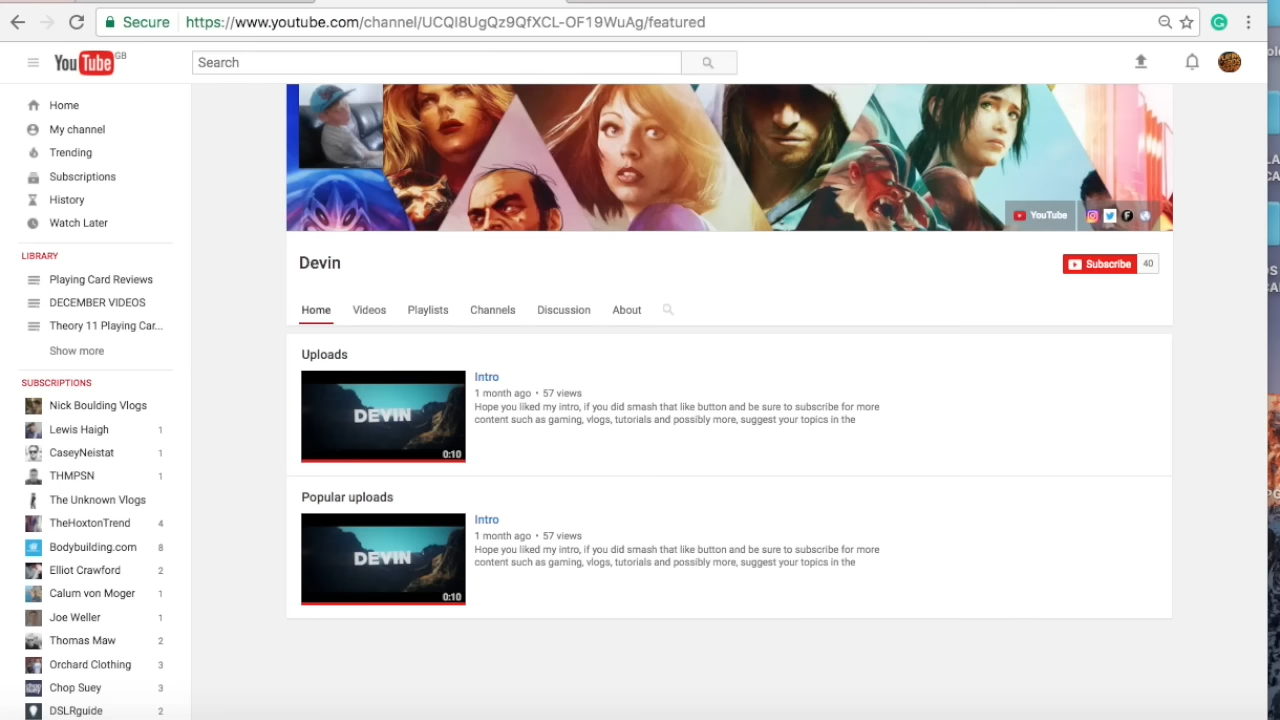 Secure https://www.youtube.com/channel/UCQI8UgQz9QfXCL-OF19WuAg/featured
YouTube GB
Search
Home
My channel
Trending
Subscriptions
History
Watch Later
LIBRARY
Playing Card Reviews
DECEMBER VIDEOS
Theory 11 Playing Car...
Show more
SUBSCRIPTIONS
Nick Boulding Vlogs
Lewis Haigh 1
CaseyNeistat 1
THMPSN 1
The Unknown Vlogs
TheHoxtonTrend 4
Bodybuilding.com 8
Elliot Crawford 2
Calum von Moger 1
Joe Weller 1
Thomas Maw 2
Orchard Clothing 3
Chop Suey 3
DSLRguide 2
YouTube
Devin
Subscribe 40
Home Videos Playlists Channels Discussion About
Uploads
DEVIN
0:10
Intro
1 month ago • 57 views
Hope you liked my intro, if you did smash that like button and be sure to subscribe for more
content such as gaming, vlogs, tutorials and possibly more, suggest your topics in the
Popular uploads
DEVIN
0:10
Intro
1 month ago • 57 views
Hope you liked my intro, if you did smash that like button and be sure to subscribe for more
content such as gaming, vlogs, tutorials and possibly more, suggest your topics in the